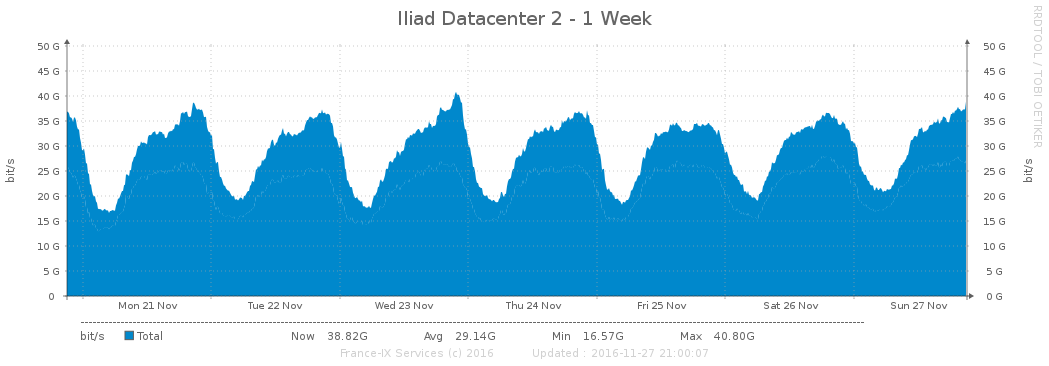 Iliad Datacenter 2 - 1 Week
RRDTOOL / TOBI OETIKER
50 G 50 G
45 G 45 G
40 G 40 G
35 G 35 G
30 G 30 G
25 G 25 G
20 G 20 G
15 G 15 G
10 G 10 G
5 G 5 G
0 0 G
bit/s bit/s
Mon 21 Nov Tue 22 Nov Wed 23 Nov Thu 24 Nov Fri 25 Nov Sat 26 Nov Sun 27 Nov
bit/s Total Now 38.82G Avg 29.14G Min 16.57G Max 40.80G
France-IX Services (c) 2016 Updated : 2016-11-27 21:00:07